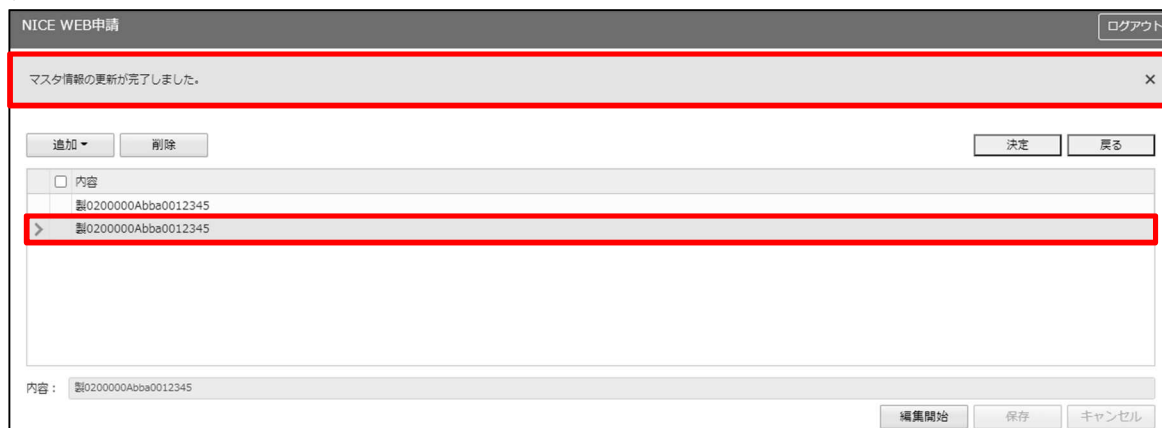 NICE WEB申請 ログアウト
マスタ情報の更新が完了しました。 ×
追加 削除 決定 戻る
内容
製0200000Abba0012345
製0200000Abba0012345
内容： 製0200000Abba0012345
編集開始 保存 キャンセル